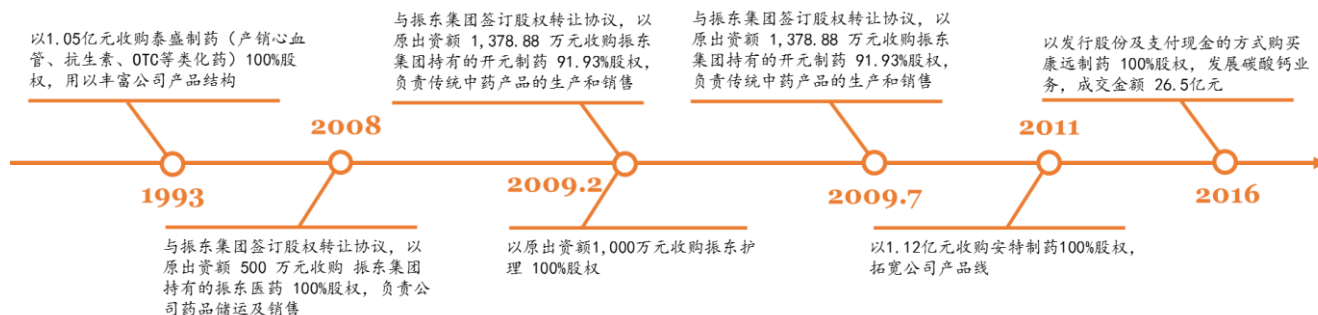 以1.05亿元收购泰盛制药（产销心血
管、抗生素、OTC等类化药）100%股
权，用以丰富公司产品结构
1993
2008
与振东集团签订股权转让协议，以
原出资额 500 万元收购 振东集团
持有的振东医药 100%股权，负责公
司药品储运及销售
与振东集团签订股权转让协议，以
原出资额 1,378.88 万元收购振东
集团持有的开元制药 91.93%股权，
负责传统中药产品的生产和销售
2009.2
以原出资额1,000万元收购振东护
理 100%股权
与振东集团签订股权转让协议，以
原出资额 1,378.88 万元收购振东
集团持有的开元制药 91.93%股权，
负责传统中药产品的生产和销售
2009.7
2011
以1.12亿元收购安特制药100%股权，
拓宽公司产品线
以发行股份及支付现金的方式购买
康远制药 100%股权，发展碳酸钙业
务，成交金额 26.5亿元
2016